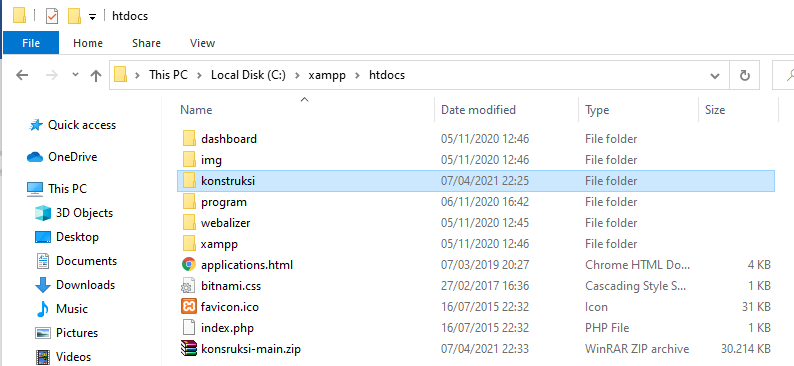 htdocs
File Home Share View
This PC > Local Disk (C:) > xampp > htdocs
Name Date modified Type Size
Quick access
OneDrive
This PC
3D Objects
Desktop
Documents
Downloads
Music
Pictures
Videos
dashboard 05/11/2020 12:46 File folder
img 05/11/2020 12:46 File folder
konstruksi 07/04/2021 22:25 File folder
program 06/11/2020 16:42 File folder
webalizer 05/11/2020 12:45 File folder
xampp 05/11/2020 12:46 File folder
applications.html 07/03/2019 20:27 Chrome HTML Do... 4 KB
bitnami.css 27/02/2017 16:36 Cascading Style S... 1 KB
favicon.ico 16/07/2015 22:32 Icon 31 KB
index.php 16/07/2015 22:32 PHP File 1 KB
konsruksi-main.zip 07/04/2021 22:33 WinRAR ZIP archive 30.214 KB